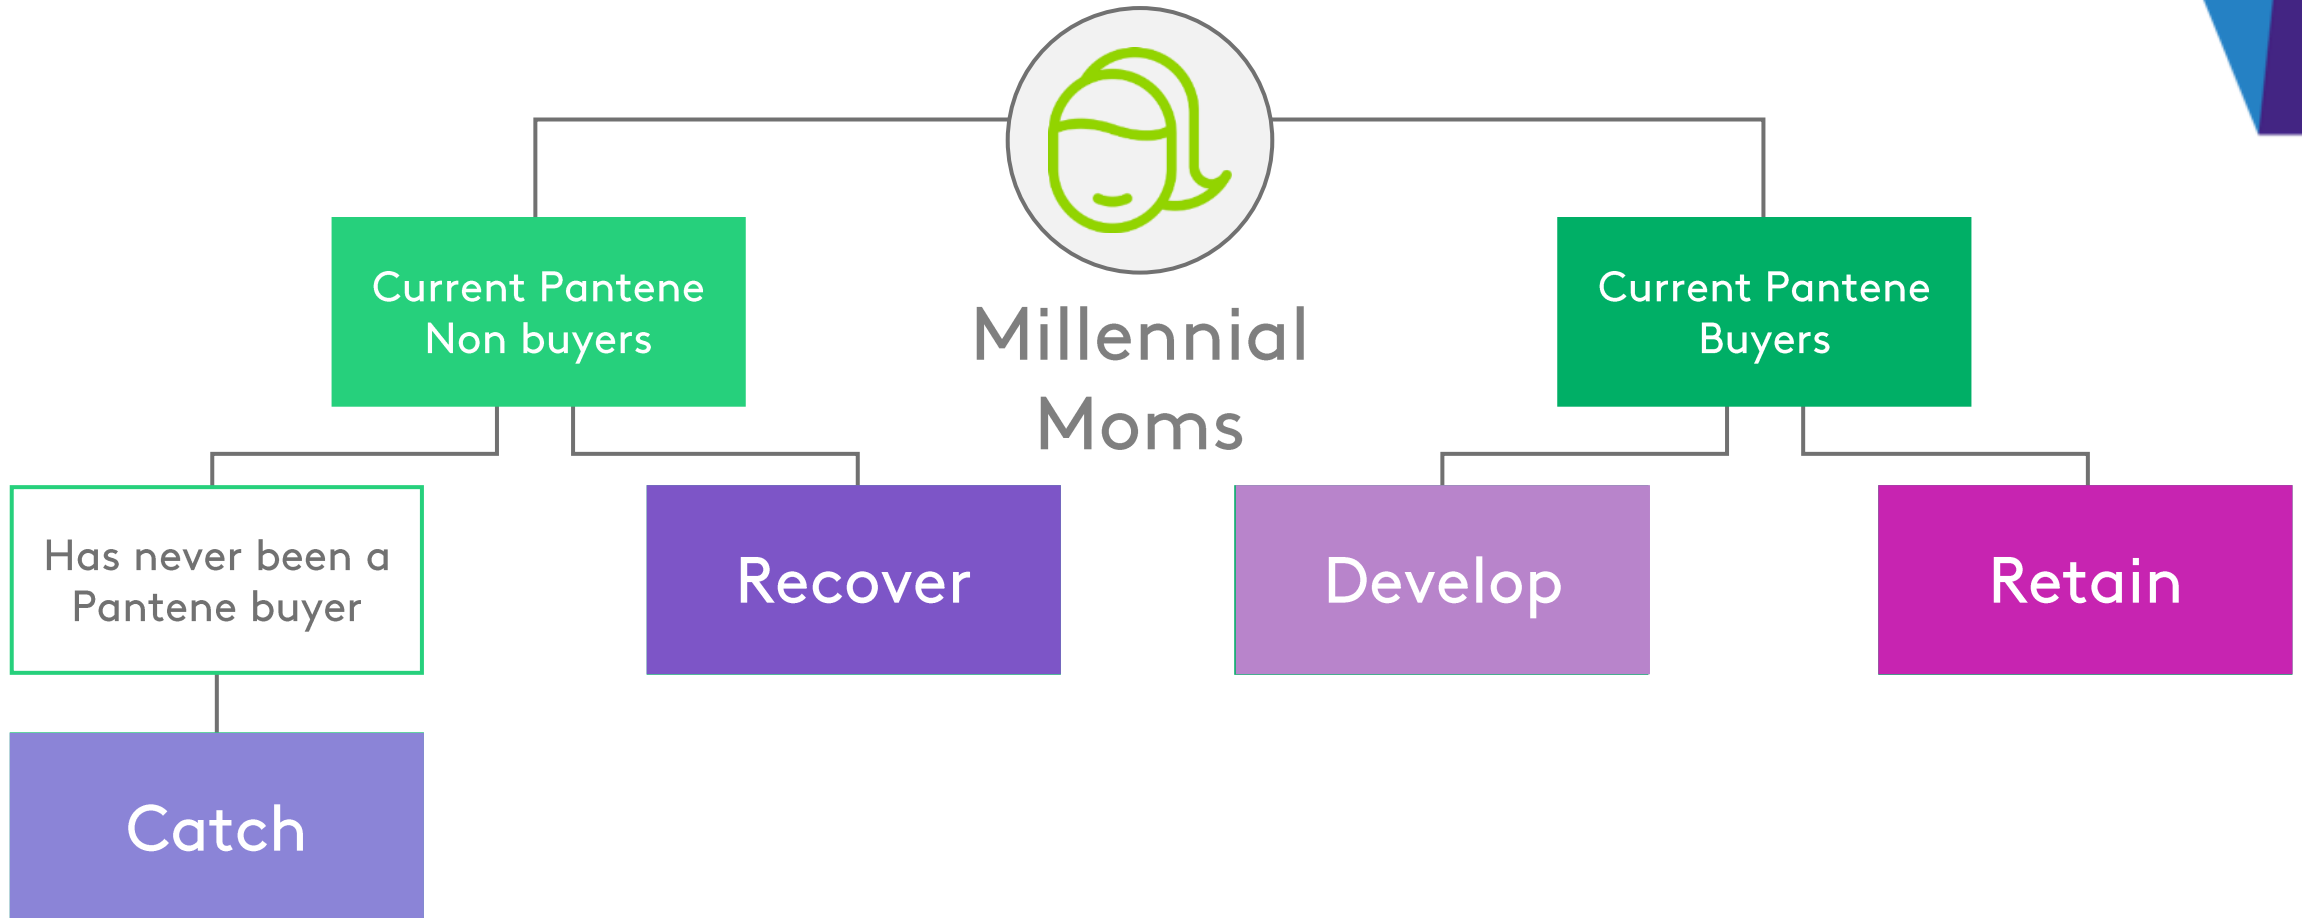 Millennial
Moms
Current Pantene
Non buyers
Current Pantene
Buyers
Has never been a
Pantene buyer
Recover
Develop
Retain
Catch